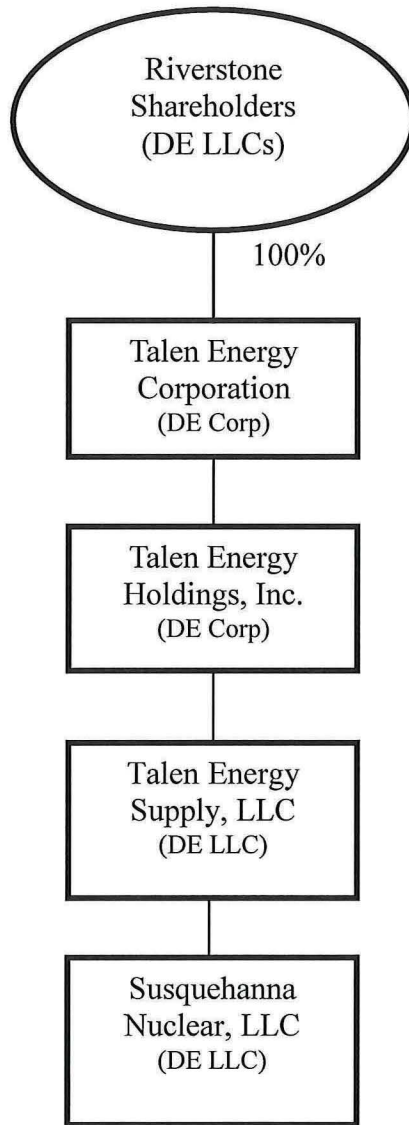 Riverstone
Shareholders
(DE LLCs)
100%
Talen Energy
Corporation
(DE Corp)
Talen Energy
Holdings, Inc.
(DE Corp)
Talen Energy
Supply, LLC
(DE LLC)
Susquehanna
Nuclear, LLC
(DE LLC)